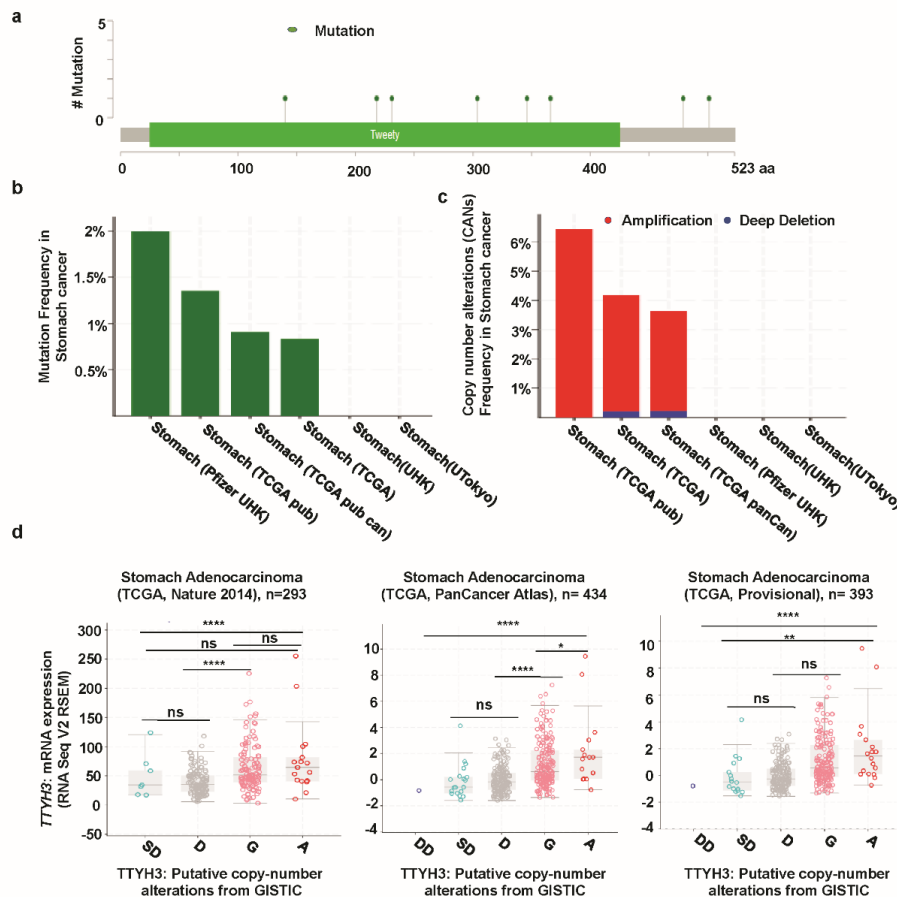 a
5
Mutation
# Mutation
0
Tweety
0 100 200 300 400 523 aa
b
Mutation Frequency in
Stomach cancer
2%
1.5%
1%
0.5%
Stomach (Pfizer UHK)
Stomach (TCGA pub)
Stomach (TCGA pub can)
Stomach (TCGA)
Stomach(UHK)
Stomach(UTokyo)
c
Copy number alterations (CANs)
Frequency in Stomach cancer
Amplification Deep Deletion
6%
5%
4%
3%
2%
1%
Stomach (TCGA pub)
Stomach (TCGA)
Stomach (TCGA panCan)
Stomach (Pfizer UHK)
Stomach(UHK)
Stomach(UTokyo)
d
Stomach Adenocarcinoma
(TCGA, Nature 2014), n=293
TTYH3: mRNA expression
(RNA Seq V2 RSEM)
300
250
200
150
100
50
0
-50
****
ns ns
****
ns
SD D G A
TTYH3: Putative copy-number
alterations from GISTIC
Stomach Adenocarcinoma
(TCGA, PanCancer Atlas), n= 434
10
8
6
4
2
0
-2
-4
****
*
****
ns
DD SD D G A
TTYH3: Putative copy-number
alterations from GISTIC
Stomach Adenocarcinoma
(TCGA, Provisional), n= 393
10
8
6
4
2
0
-2
-4
****
**
ns
ns
DD SD D G A
TTYH3: Putative copy-number
alterations from GISTIC